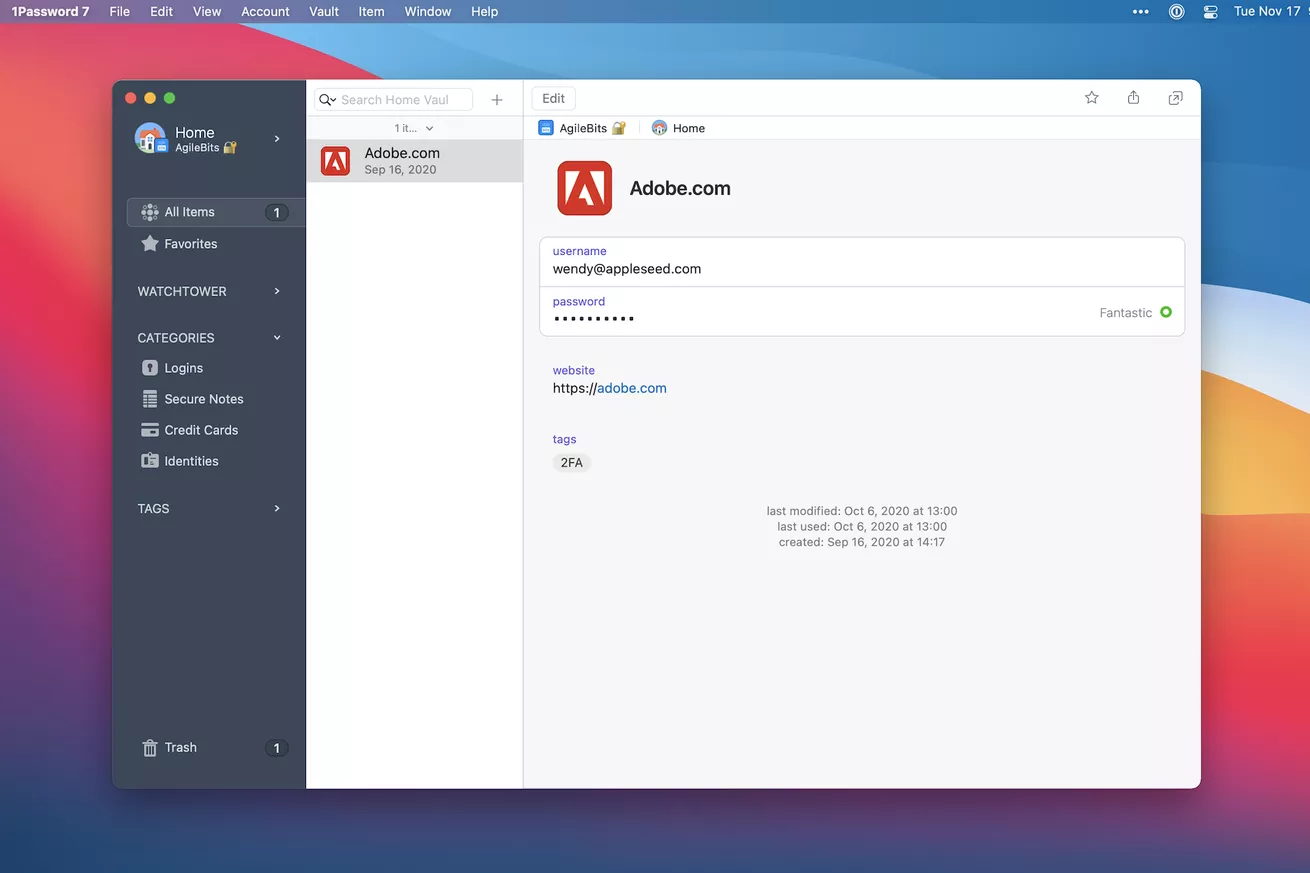 1Password 7 File Edit View Account Vault Item Window Help ••• Tue Nov 17
Home
AgileBits 🔐
All Items 1
Favorites
WATCHTOWER
CATEGORIES
Logins
Secure Notes
Credit Cards
Identities
TAGS
Trash 1
Search Home Vaul
1 it...
Adobe.com
Sep 16, 2020
Edit
AgileBits 🔐 Home
Adobe.com
username
wendy@appleseed.com
password
••••••••••
Fantastic
website
https://adobe.com
tags
2FA
last modified: Oct 6, 2020 at 13:00
last used: Oct 6, 2020 at 13:00
created: Sep 16, 2020 at 14:17